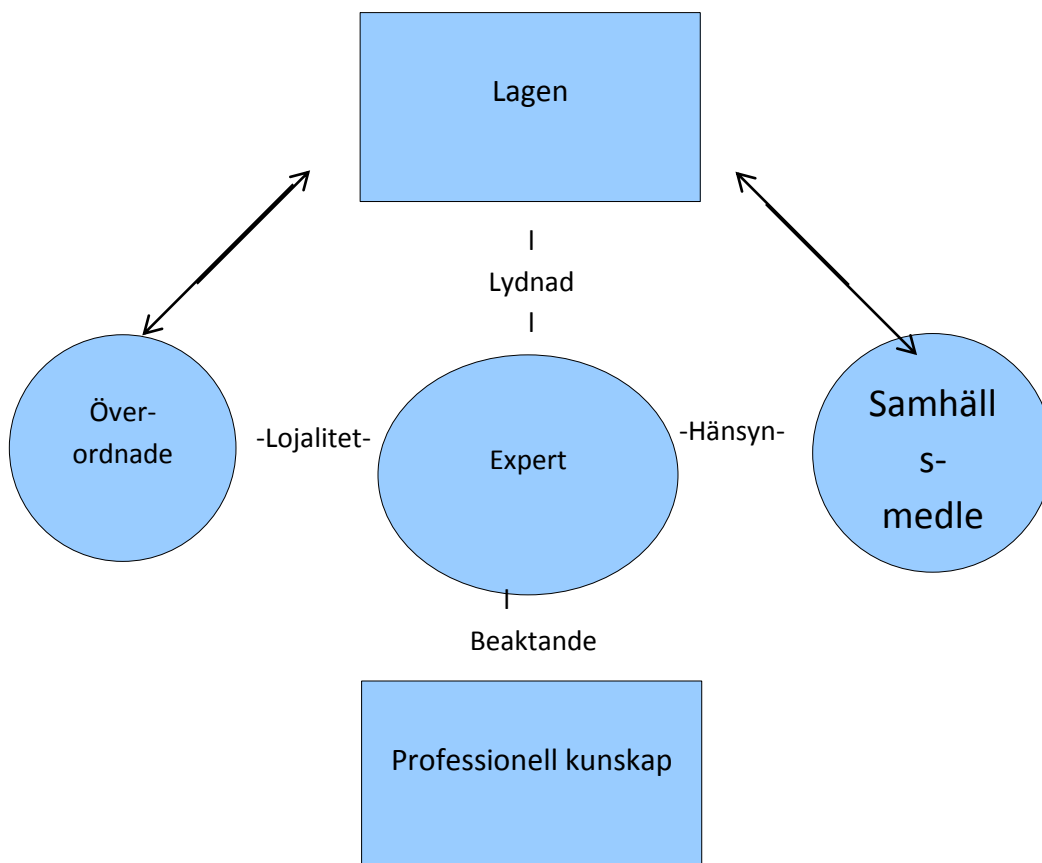 Lagen
Lydnad
Över-
ordnade
-Lojalitet-
Expert
-Hänsyn-
Samhäll
s-
medle
Beaktande
Professionell kunskap